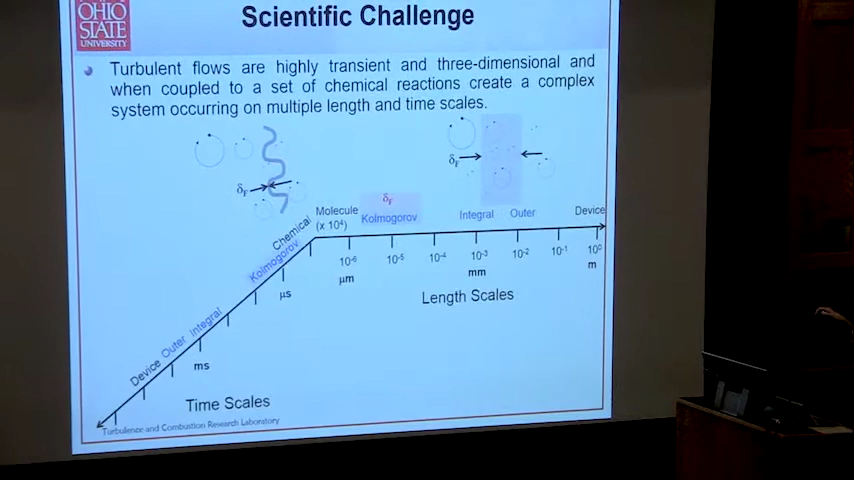 OHIO
STATE
UNIVERSITY
Scientific Challenge
Turbulent flows are highly transient and three-dimensional and
when coupled to a set of chemical reactions create a complex
system occurring on multiple length and time scales.
δF
δF
Molecule
(x 10⁴)
δF
Kolmogorov
Integral
Outer
Device
10⁻⁶
10⁻⁵
10⁻⁴
10⁻³
10⁻²
10⁻¹
10⁰
μm
mm
m
Length Scales
Chemical
Kolmogorov
Integral
Outer
Device
μs
ms
Time Scales
Turbulence and Combustion Research Laboratory